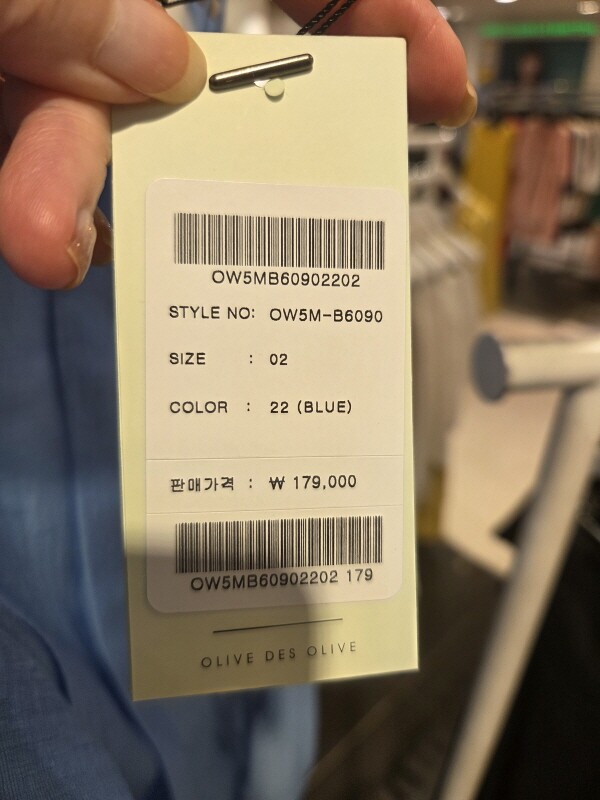 OW5MB60902202
STYLE NO: OW5M-B6090
SIZE : 02
COLOR : 22 (BLUE)
판매가격 : ₩ 179,000
OW5MB60902202 179
OLIVE DES OLIVE